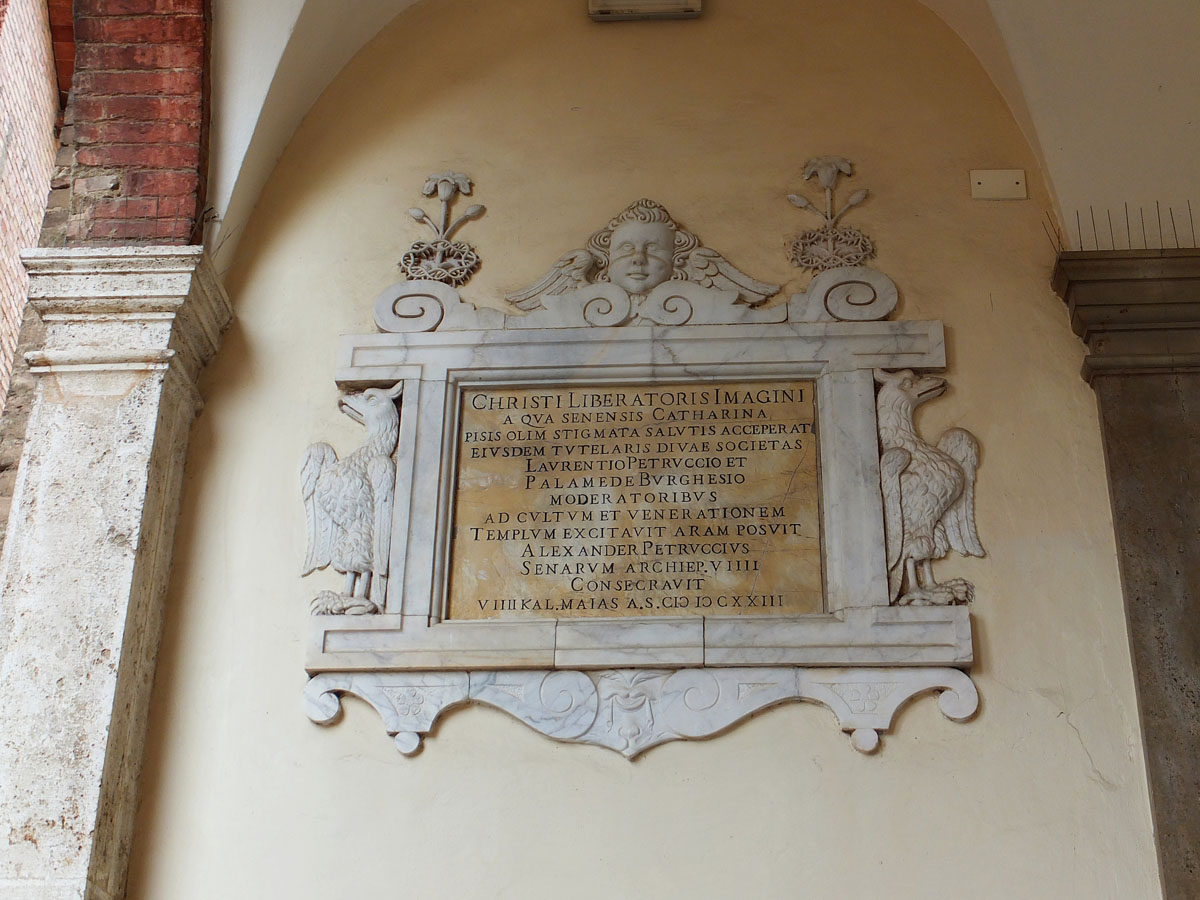 CHRISTI LIBERATORIS IMAGINI
A QVA SENENSIS CATHARINA
PISIS OLIM STIGMATA SALVTIS ACCEPERAT
EIVSDEM TVTELARIS DIVAE SOCIETAS
LAVRENTIO PETRVCCIO ET
PALAMEDE BVRGHESIO
MODERATORIBVS
AD CVLTVM ET VENERATIONEM
TEMPLVM EXCITAVIT ARAM POSVIT
ALEXANDER PETRVCCIVS
SENARVM ARCHIEP. VIIII
CONSECRAVIT
VIIII KAL. MAIAS A.S. CIↃ IↃCXXIII